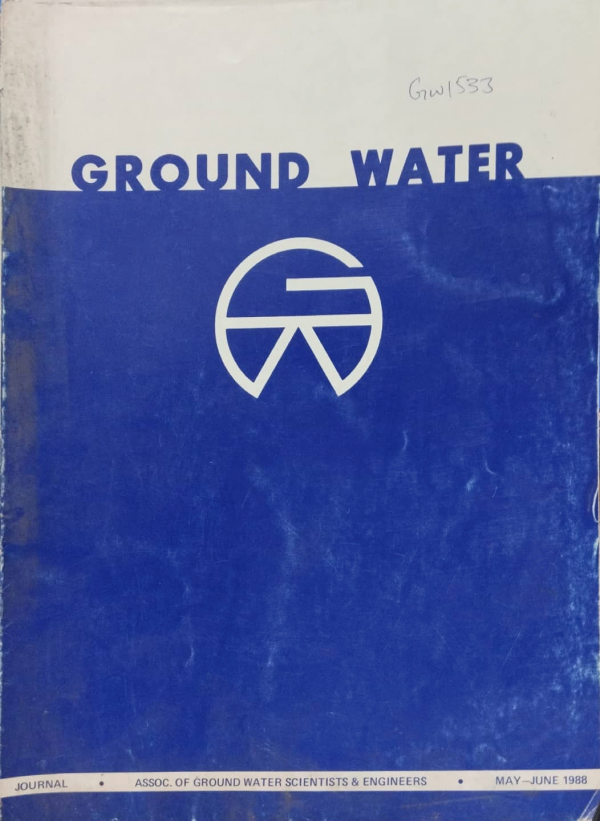 GW1533
GROUND WATER
JOURNAL • ASSOC. OF GROUND WATER SCIENTISTS & ENGINEERS • MAY–JUNE 1988